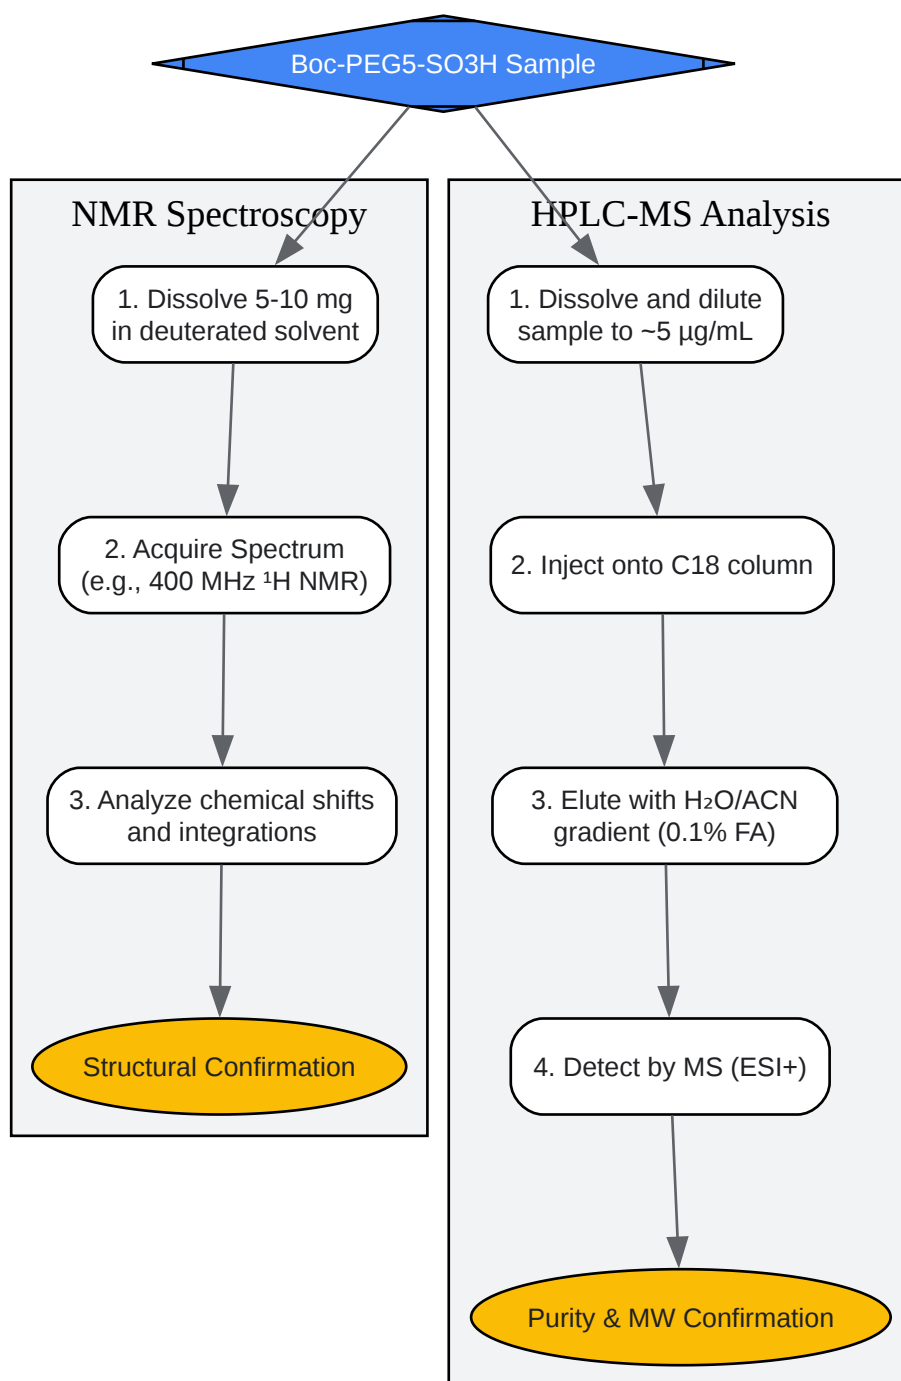 Boc-PEG5-SO3H Sample
NMR Spectroscopy
1. Dissolve 5-10 mg
in deuterated solvent
2. Acquire Spectrum
(e.g., 400 MHz ¹H NMR)
3. Analyze chemical shifts
and integrations
Structural Confirmation
HPLC-MS Analysis
1. Dissolve and dilute
sample to ~5 µg/mL
2. Inject onto C18 column
3. Elute with H₂O/ACN
gradient (0.1% FA)
4. Detect by MS (ESI+)
Purity & MW Confirmation